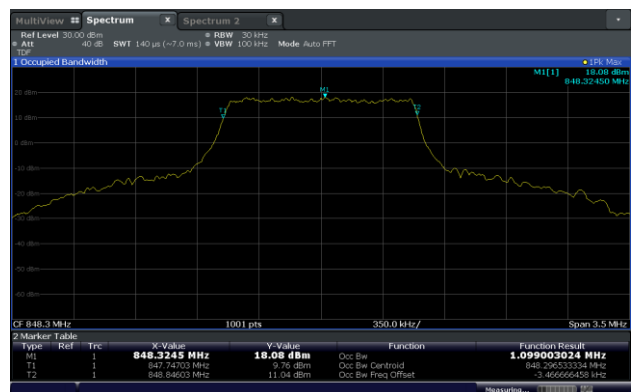 MultiView Spectrum X Spectrum 2 X
Ref Level 30.00 dBm RBW 30 kHz
Att 40 dB SWT 140 µs (~7.0 ms) VBW 100 kHz Mode Auto FFT
TDF
1 Occupied Bandwidth 1Pk Max
M1[1] 18.08 dBm
848.32450 MHz
M1
20 dBm
T1
T2
10 dBm
0 dBm
-10 dBm
-20 dBm
-30 dBm
-40 dBm
-50 dBm
-60 dBm
CF 848.3 MHz 1001 pts 350.0 kHz/ Span 3.5 MHz
2 Marker Table
Type Ref Trc X-Value Y-Value Function Function Result
M1 1 848.3245 MHz 18.08 dBm Occ Bw 1.099003024 MHz
T1 1 847.74703 MHz 9.76 dBm Occ Bw Centroid 848.296533334 MHz
T2 1 848.84603 MHz 11.04 dBm Occ Bw Freq Offset -3.466666458 kHz
Measuring...